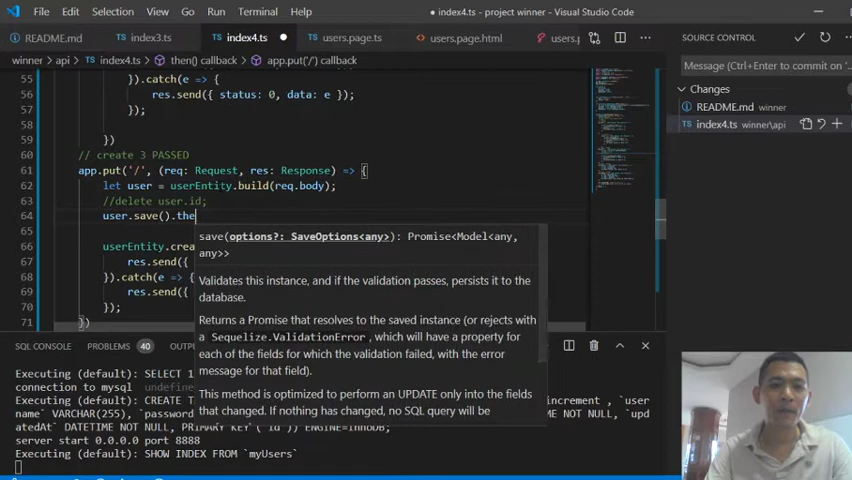 File Edit Selection View Go Run Terminal Help ● index4.ts - project winner - Visual Studio Code
README.md index3.ts index4.ts ● users.page.ts users.page.html users.p
SOURCE CONTROL
winner > api > index4.ts > then() callback > app.put('/') callback
Message (Ctrl+Enter to commit on
Changes
README.md winner
index4.ts winner\api
55 }).catch(e => {
56 res.send({ status: 0, data: e });
57 });
58
59 })
60 // create 3 PASSED
61 app.put('/', (req: Request, res: Response) => {
62 let user = userEntity.build(req.body);
63 //delete user.id;
64 user.save().the
65
66 userEntity.crea
67 res.send({
68 }).catch(e => {
69 res.send({
70 });
71 })
save(options?: SaveOptions<any>): Promise<Model<any,
any>>
Validates this instance, and if the validation passes, persists it to the
database.
Returns a Promise that resolves to the saved instance (or rejects with
a Sequelize.ValidationError, which will have a property for
each of the fields for which the validation failed, with the error
message for that field).
This method is optimized to perform an UPDATE only into the fields
that changed. If nothing has changed, no SQL query will be
SQL CONSOLE PROBLEMS 40 OUTPU
Executing (default): SELECT 1
connection to mysql undefine
Executing (default): CREATE T increment , `user
name` VARCHAR(255), `password TIME NOT NULL, `upd
atedAt` DATETIME NOT NULL, PRIMARY KEY (`id`)) ENGINE=InnoDB;
server start 0.0.0.0 port 8888
Executing (default): SHOW INDEX FROM `myUsers`